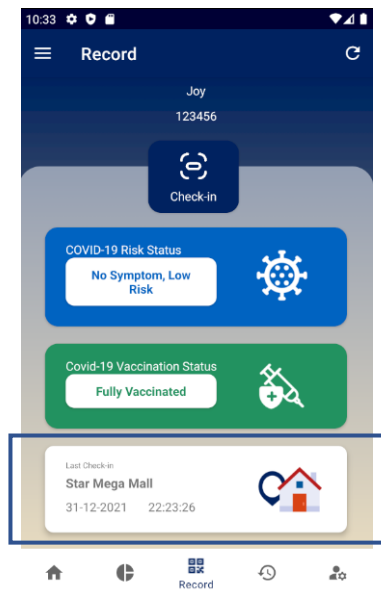 10:33
Record
Joy
123456
Check-in
COVID-19 Risk Status
No Symptom, Low
Risk
Covid-19 Vaccination Status
Fully Vaccinated
Last Check-in
Star Mega Mall
31-12-2021 22:23:26
Record